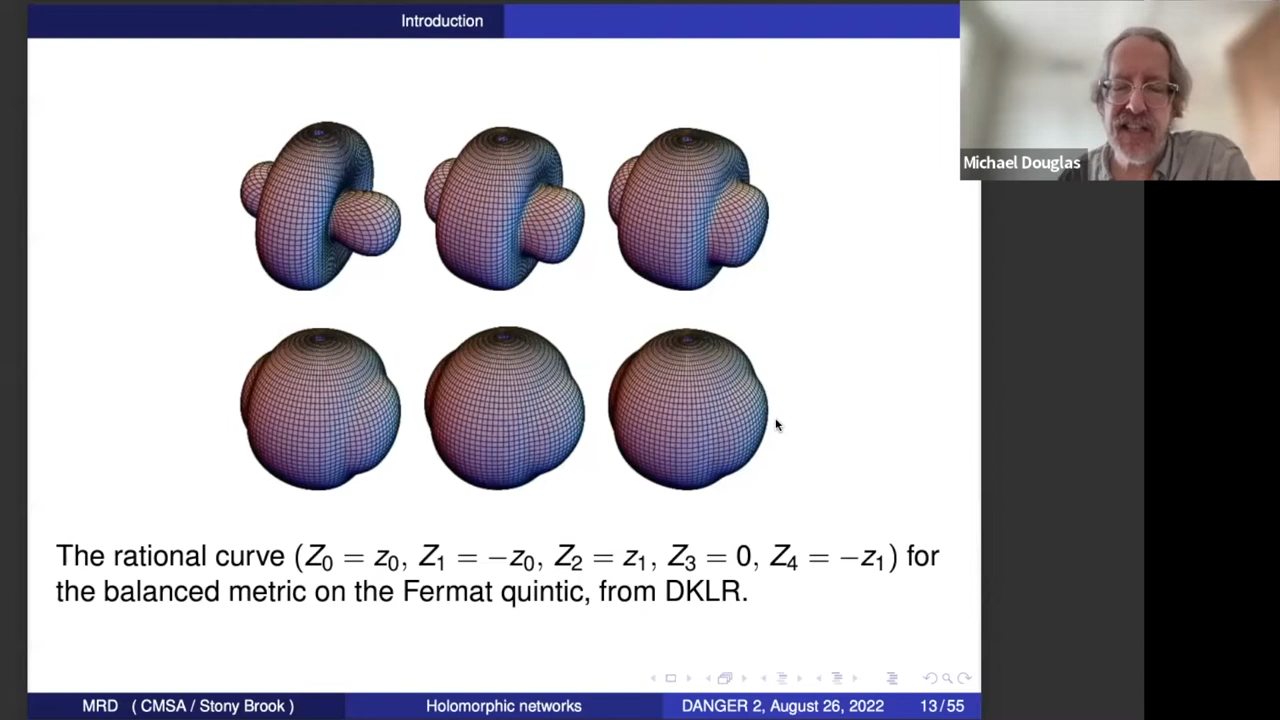 Introduction
Michael Douglas
The rational curve (Z₀ = z₀, Z₁ = −z₀, Z₂ = z₁, Z₃ = 0, Z₄ = −z₁) for
the balanced metric on the Fermat quintic, from DKLR.
MRD ( CMSA / Stony Brook ) Holomorphic networks DANGER 2, August 26, 2022 13 / 55